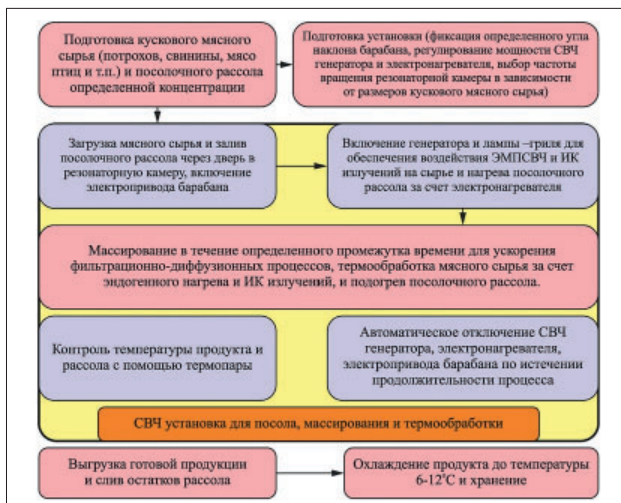 Подготовка кускового мясного
сырья (потрохов, свинины, мясо
птиц и т.п.) и посолочного рассола
определенной концентрации
Подготовка установки (фиксация определенного угла
наклона барабана, регулирование мощности СВЧ
генератора и электронагревателя, выбор частоты
вращения резонаторной камеры в зависимости
от размеров кускового мясного сырья)
Загрузка мясного сырья и залив
посолочного рассола через дверь в
резонаторную камеру, включение
электропривода барабана
Включение генератора и лампы –гриля для
обеспечения воздействия ЭМПСВЧ и ИК
излучений на сырье и нагрева посолочного
рассола за счет электронагревателя
Массирование в течение определенного промежутка времени для ускорения
фильтрационно-диффузионных процессов, термообработка мясного сырья за счет
эндогенного нагрева и ИК излучений, и подогрев посолочного рассола.
Контроль температуры продукта и
рассола с помощью термопары
Автоматическое отключение СВЧ
генератора, электронагревателя,
электропривода барабана по истечении
продолжительности процесса
СВЧ установка для посола, массирования и термообработки
Выгрузка готовой продукции
и слив остатков рассола
Охлаждение продукта до температуры
6-12°С и хранение